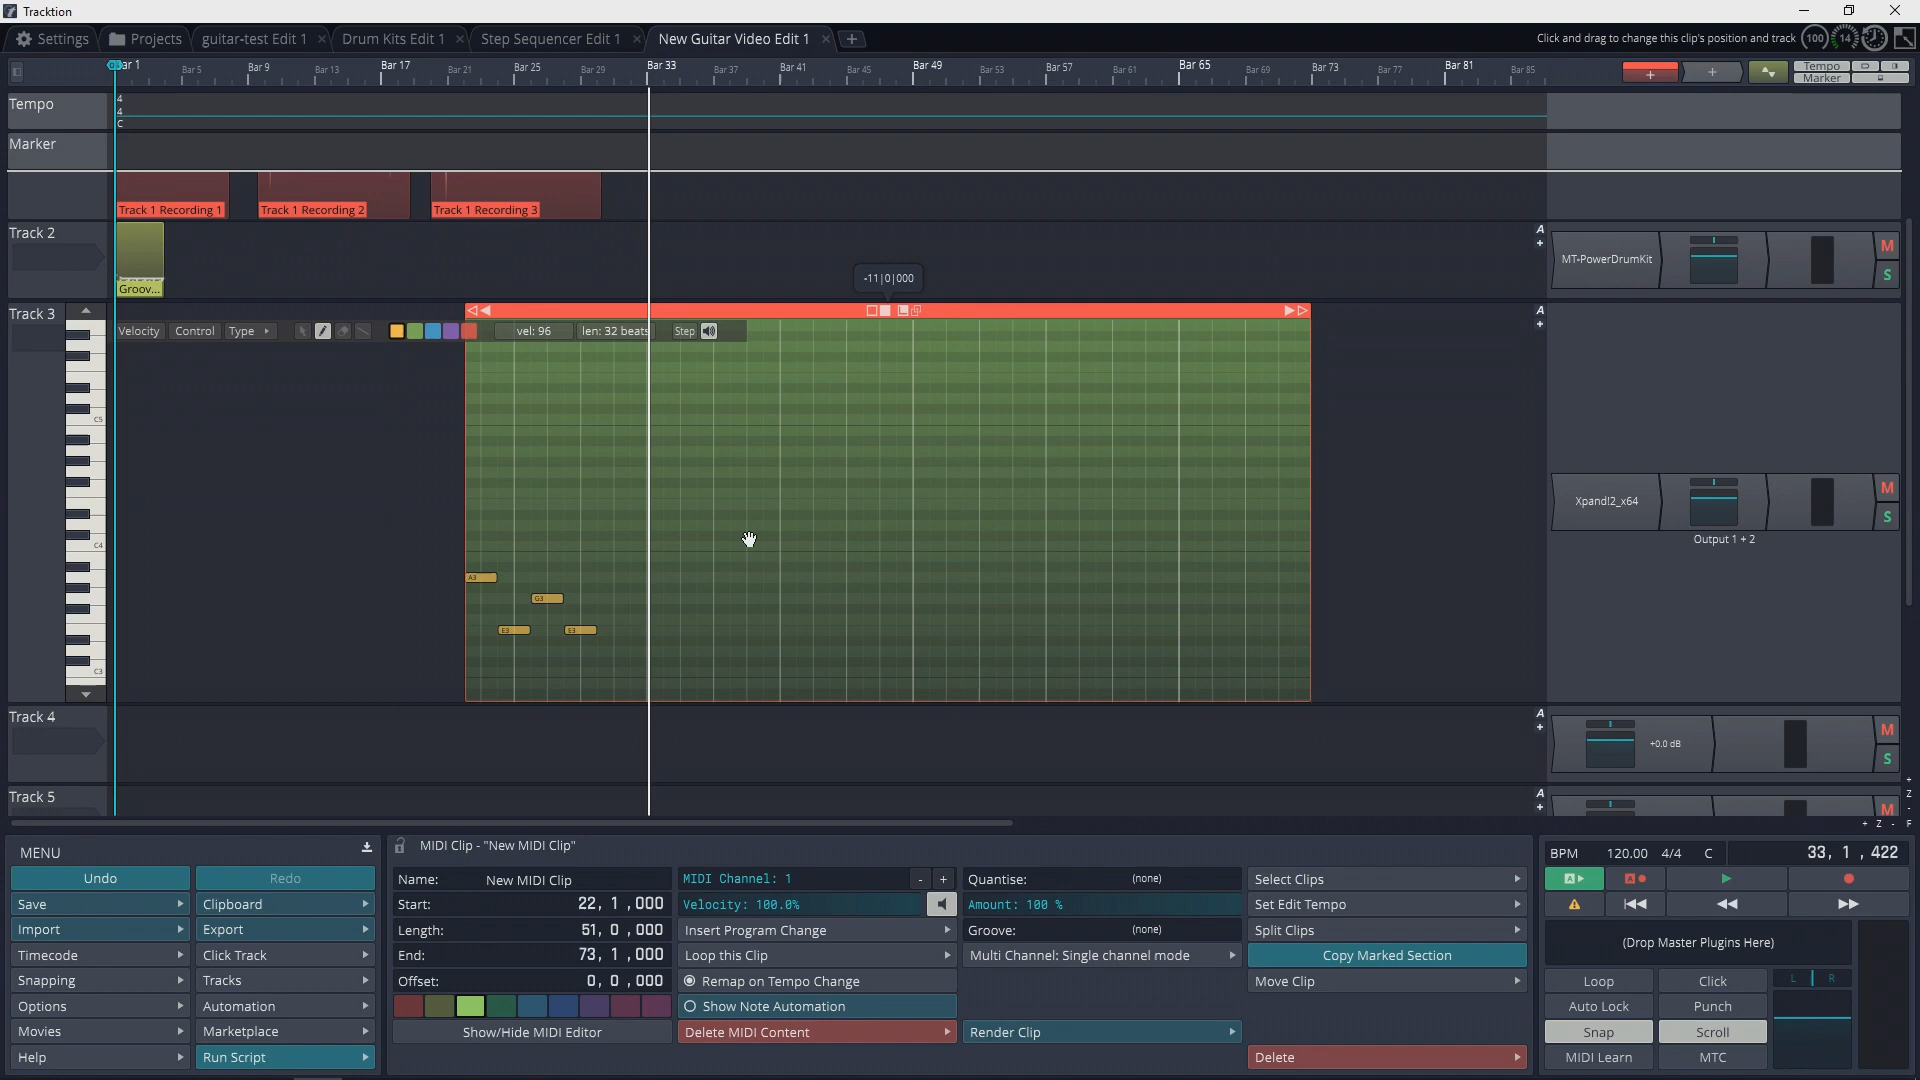 Tracktion
Settings
Projects
guitar-test Edit 1
Drum Kits Edit 1
Step Sequencer Edit 1
New Guitar Video Edit 1
Click and drag to change this clip's position and track
100
14
Bar 1
Bar 5
Bar 9
Bar 13
Bar 17
Bar 21
Bar 25
Bar 29
Bar 33
Bar 37
Bar 41
Bar 45
Bar 49
Bar 53
Bar 57
Bar 61
Bar 65
Bar 69
Bar 73
Bar 77
Bar 81
Bar 85
Tempo
Marker
Tempo
4
4
C
Marker
Track 1 Recording 1
Track 1 Recording 2
Track 1 Recording 3
Track 2
Groov...
A
MT-PowerDrumKit
M
S
-11|0|000
Track 3
Velocity
Control
Type
vel: 96
len: 32 beats
Step
A
C5
C4
C3
A3
G3
E3
E3
Xpand!2_x64
M
S
Output 1 + 2
Track 4
A
+0.0 dB
M
S
Track 5
A
M
Z
+ Z - F
MENU
Undo
Redo
Save
Clipboard
Import
Export
Timecode
Click Track
Snapping
Tracks
Options
Automation
Movies
Marketplace
Help
Run Script
MIDI Clip - "New MIDI Clip"
Name: New MIDI Clip
Start: 22, 1 ,000
Length: 51, 0 ,000
End: 73, 1 ,000
Offset: 0, 0 ,000
Show/Hide MIDI Editor
MIDI Channel: 1
- +
Velocity: 100.0%
Insert Program Change
Loop this Clip
Remap on Tempo Change
Show Note Automation
Delete MIDI Content
Quantise: (none)
Amount: 100 %
Groove: (none)
Multi Channel: Single channel mode
Render Clip
Select Clips
Set Edit Tempo
Split Clips
Copy Marked Section
Move Clip
Delete
BPM 120.00 4/4 C 33, 1 , 422
A
A
(Drop Master Plugins Here)
Loop
Click
L R
Auto Lock
Punch
Snap
Scroll
MIDI Learn
MTC